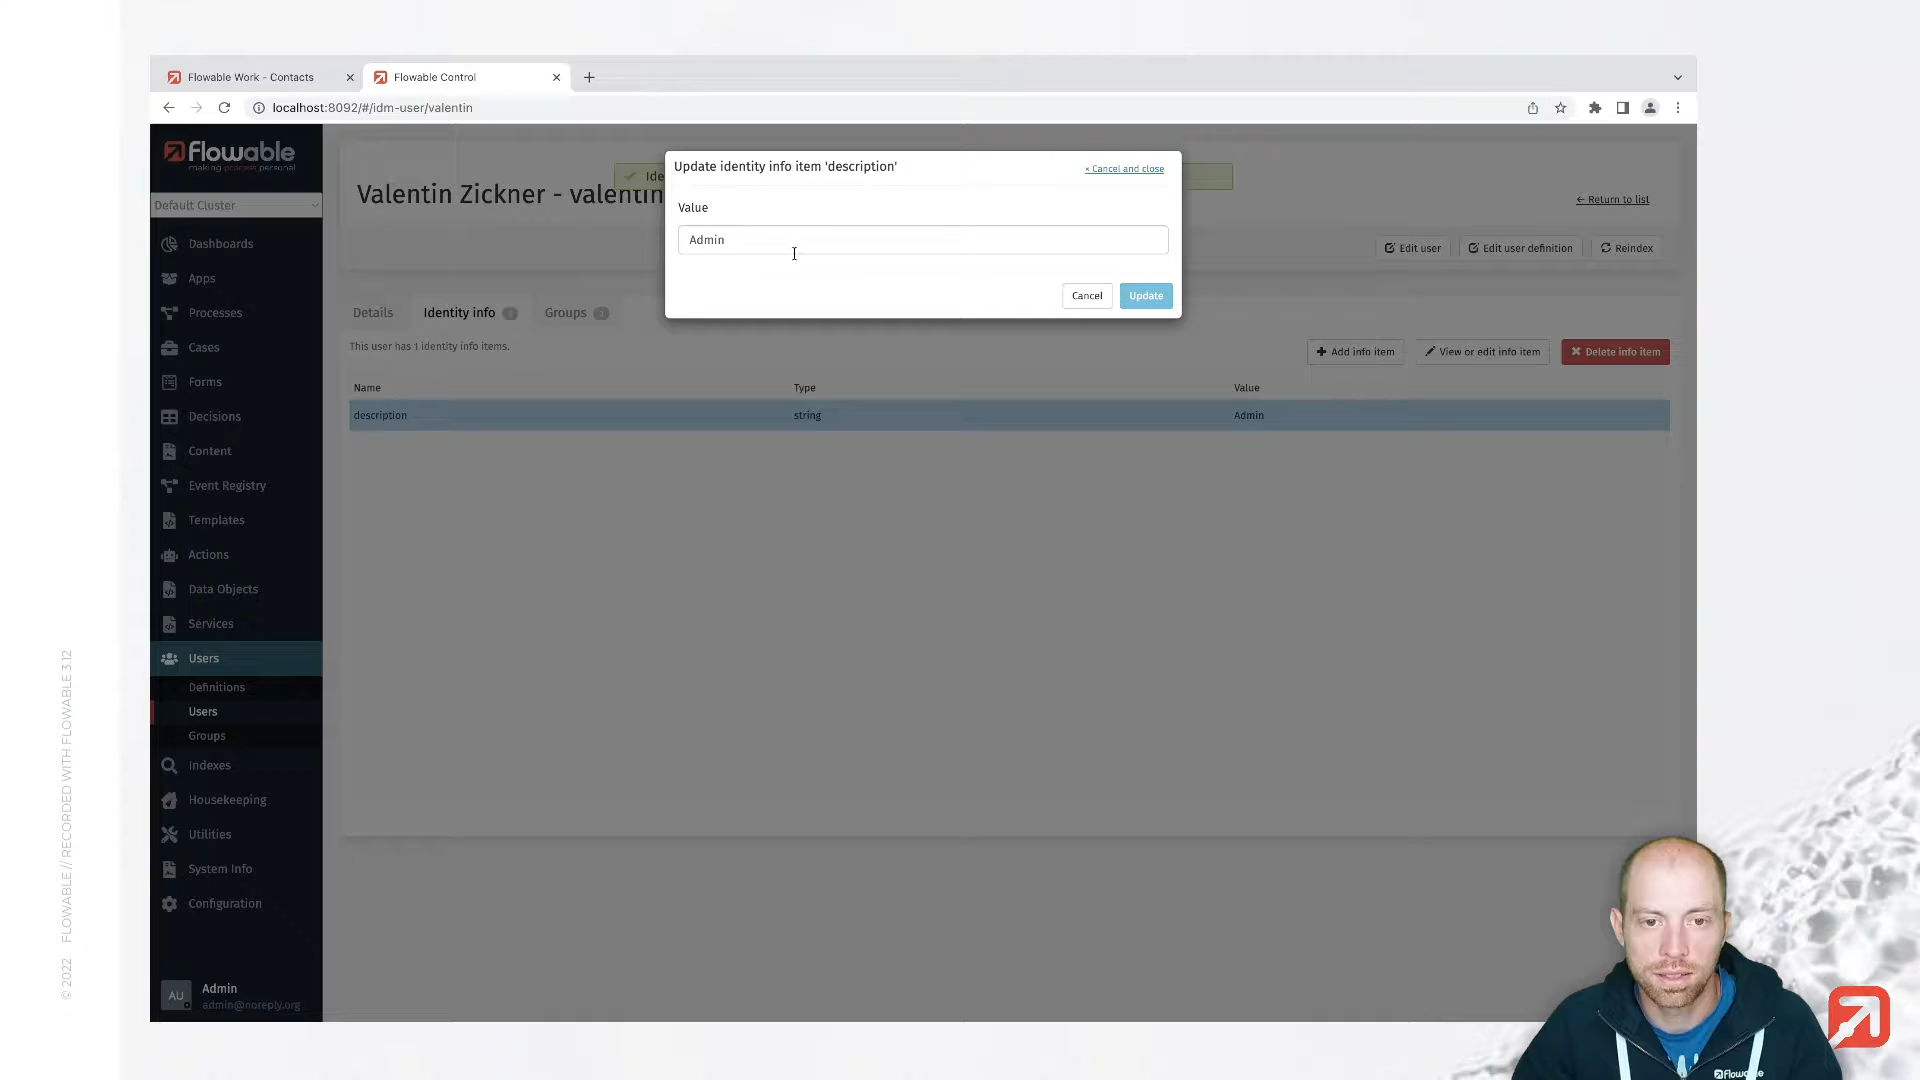 Flowable Work - Contacts
Flowable Control
localhost:8092/#/idm-user/valentin
Flowable
making process personal
Default Cluster
Dashboards
Apps
Processes
Cases
Forms
Decisions
Content
Event Registry
Templates
Actions
Data Objects
Services
Users
Definitions
Users
Groups
Indexes
Housekeeping
Utilities
System Info
Configuration
AU
Admin
admin@noreply.org
Valentin Zickner - valentin
Ide
← Return to list
Edit user
Edit user definition
Reindex
Update identity info item 'description'
× Cancel and close
Value
Admin
Cancel
Update
Details
Identity info
Groups
This user has 1 identity info items.
Add info item
View or edit info item
Delete info item
Name Type Value
description string Admin
© 2022 FLOWABLE // RECORDED WITH FLOWABLE 3.12